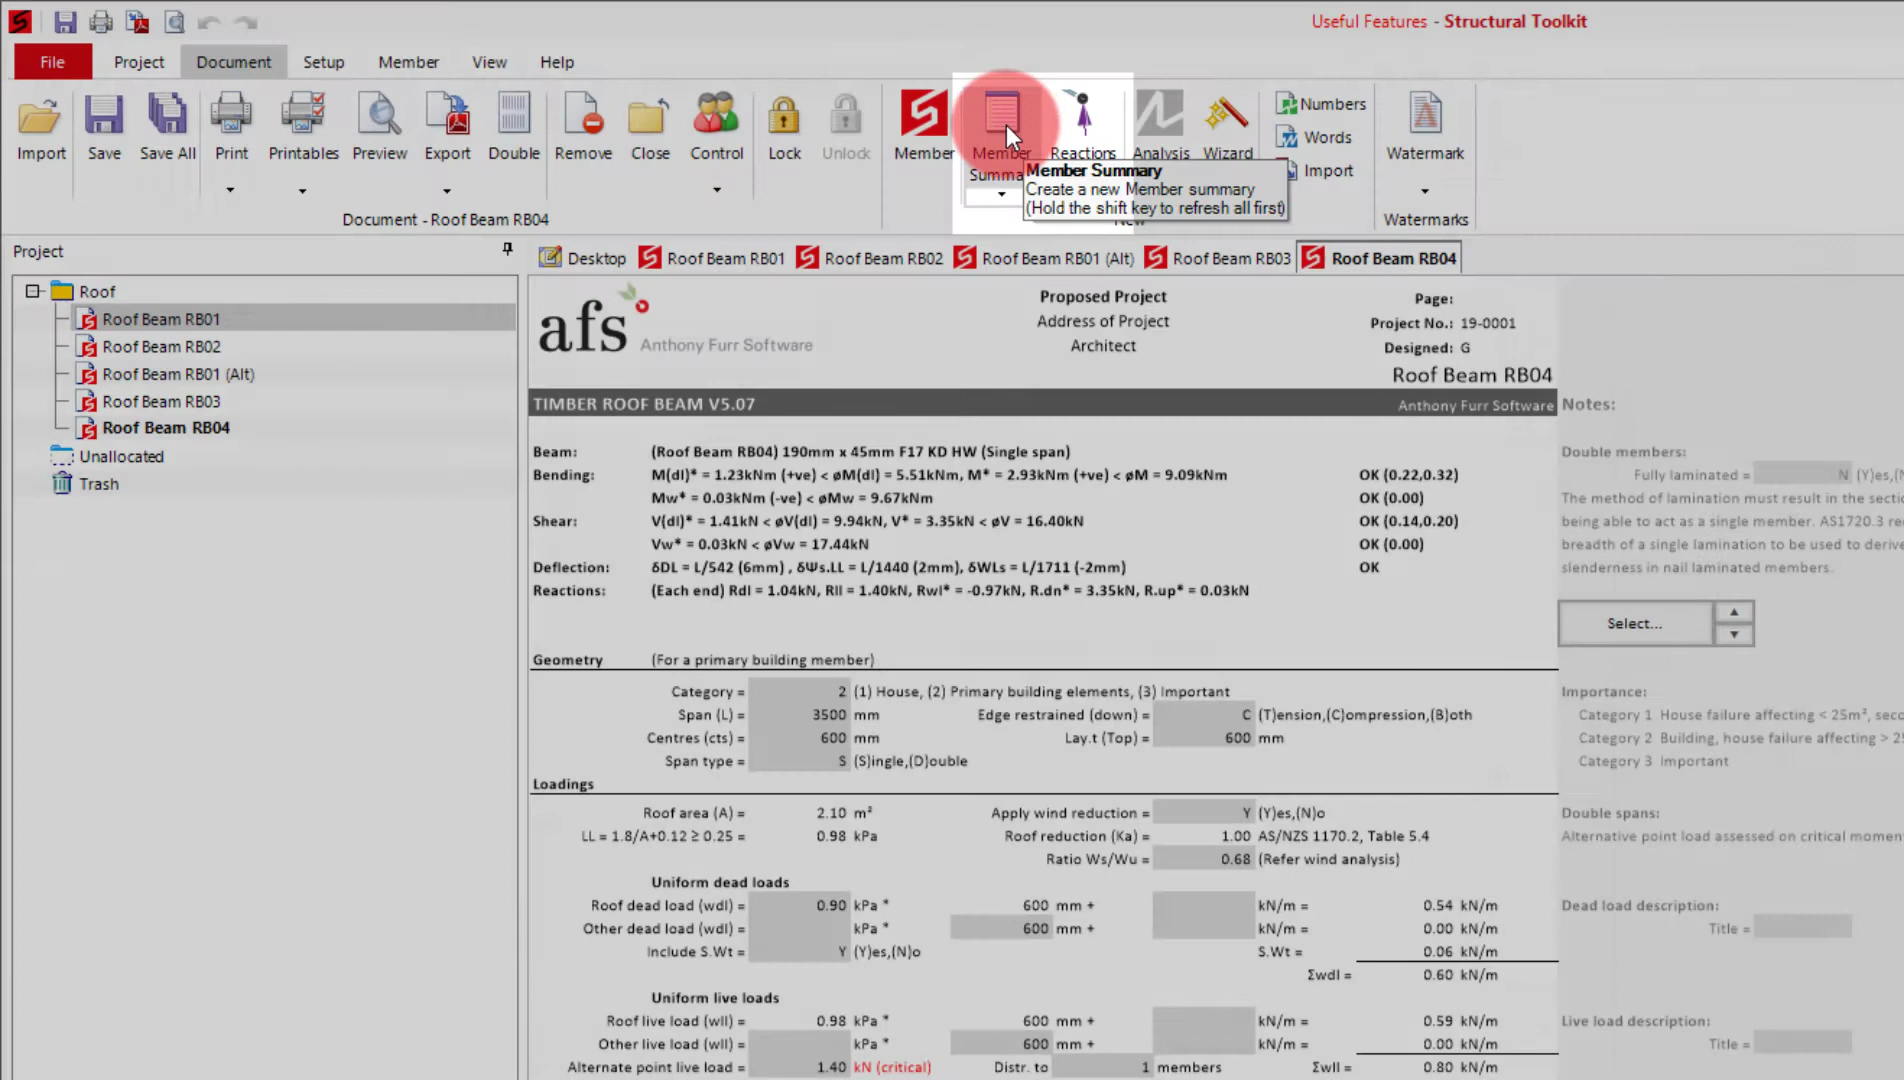 Useful Features - Structural Toolkit
File Project Document Setup Member View Help
Import Save Save All Print Printables Preview Export Double Remove Close Control Lock Unlock Member Member Reactions Analysis Wizard Numbers Words Import Watermark
Member Summary
Create a new Member summary
(Hold the shift key to refresh all first)
Document - Roof Beam RB04
Watermarks
Project
Desktop Roof Beam RB01 Roof Beam RB02 Roof Beam RB01 (Alt) Roof Beam RB03 Roof Beam RB04
Roof
Roof Beam RB01
Roof Beam RB02
Roof Beam RB01 (Alt)
Roof Beam RB03
Roof Beam RB04
Unallocated
Trash
afs Anthony Furr Software
Proposed Project
Address of Project
Architect
Page:
Project No.: 19-0001
Designed: G
Roof Beam RB04
TIMBER ROOF BEAM V5.07 Anthony Furr Software
Beam: (Roof Beam RB04) 190mm x 45mm F17 KD HW (Single span)
Bending: M(dl)* = 1.23kNm (+ve) < øM(dl) = 5.51kNm, M* = 2.93kNm (+ve) < øM = 9.09kNm OK (0.22,0.32)
Mw* = 0.03kNm (-ve) < øMw = 9.67kNm OK (0.00)
Shear: V(dl)* = 1.41kN < øV(dl) = 9.94kN, V* = 3.35kN < øV = 16.40kN OK (0.14,0.20)
Vw* = 0.03kN < øVw = 17.44kN OK (0.00)
Deflection: δDL = L/542 (6mm) , δΨs.LL = L/1440 (2mm), δWLs = L/1711 (-2mm) OK
Reactions: (Each end) Rdl = 1.04kN, Rll = 1.40kN, Rwl* = -0.97kN, R.dn* = 3.35kN, R.up* = 0.03kN
Geometry (For a primary building member)
Category = 2 (1) House, (2) Primary building elements, (3) Important
Span (L) = 3500 mm Edge restrained (down) = C (T)ension,(C)ompression,(B)oth
Centres (cts) = 600 mm Lay.t (Top) = 600 mm
Span type = S (S)ingle,(D)ouble
Loadings
Roof area (A) = 2.10 m² Apply wind reduction = Y (Y)es,(N)o
LL = 1.8/A+0.12 ≥ 0.25 = 0.98 kPa Roof reduction (Ka) = 1.00 AS/NZS 1170.2, Table 5.4
Ratio Ws/Wu = 0.68 (Refer wind analysis)
Uniform dead loads
Roof dead load (wdl) = 0.90 kPa * 600 mm + kN/m = 0.54 kN/m
Other dead load (wdl) = kPa * 600 mm + kN/m = 0.00 kN/m
Include S.Wt = Y (Y)es,(N)o S.Wt = 0.06 kN/m
Σwdl = 0.60 kN/m
Uniform live loads
Roof live load (wll) = 0.98 kPa * 600 mm + kN/m = 0.59 kN/m
Other live load (wll) = kPa * 600 mm + kN/m = 0.00 kN/m
Alternate point live load = 1.40 kN (critical) Distr. to 1 members Σwll = 0.80 kN/m
Notes:
Double members:
Fully laminated = N (Y)es,(N
The method of lamination must result in the section
being able to act as a single member. AS1720.3 re
breadth of a single lamination to be used to derive
slenderness in nail laminated members.
Select...
Importance:
Category 1 House failure affecting < 25m², seco
Category 2 Building, house failure affecting > 2
Category 3 Important
Double spans:
Alternative point load assessed on critical momen
Dead load description:
Title =
Live load description:
Title =